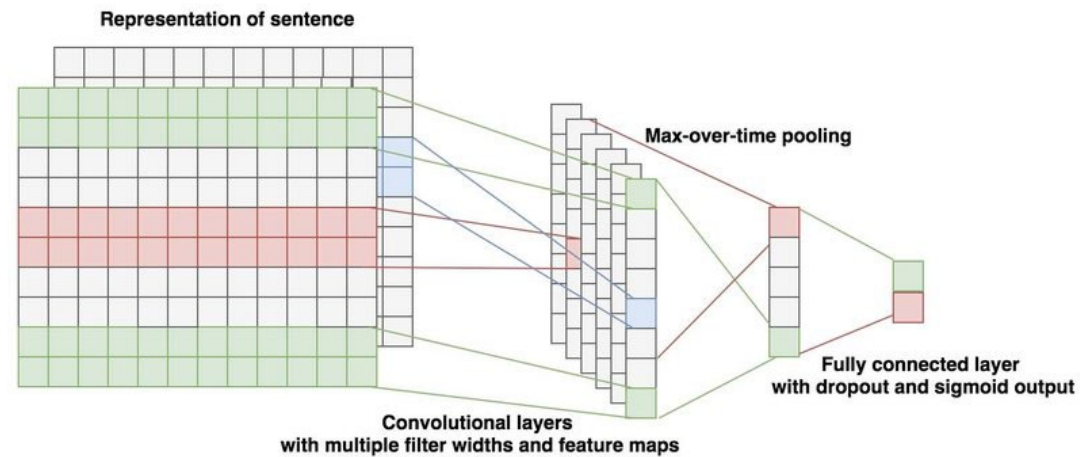 Representation of sentence
Max-over-time pooling
Fully connected layer
with dropout and sigmoid output
Convolutional layers
with multiple filter widths and feature maps